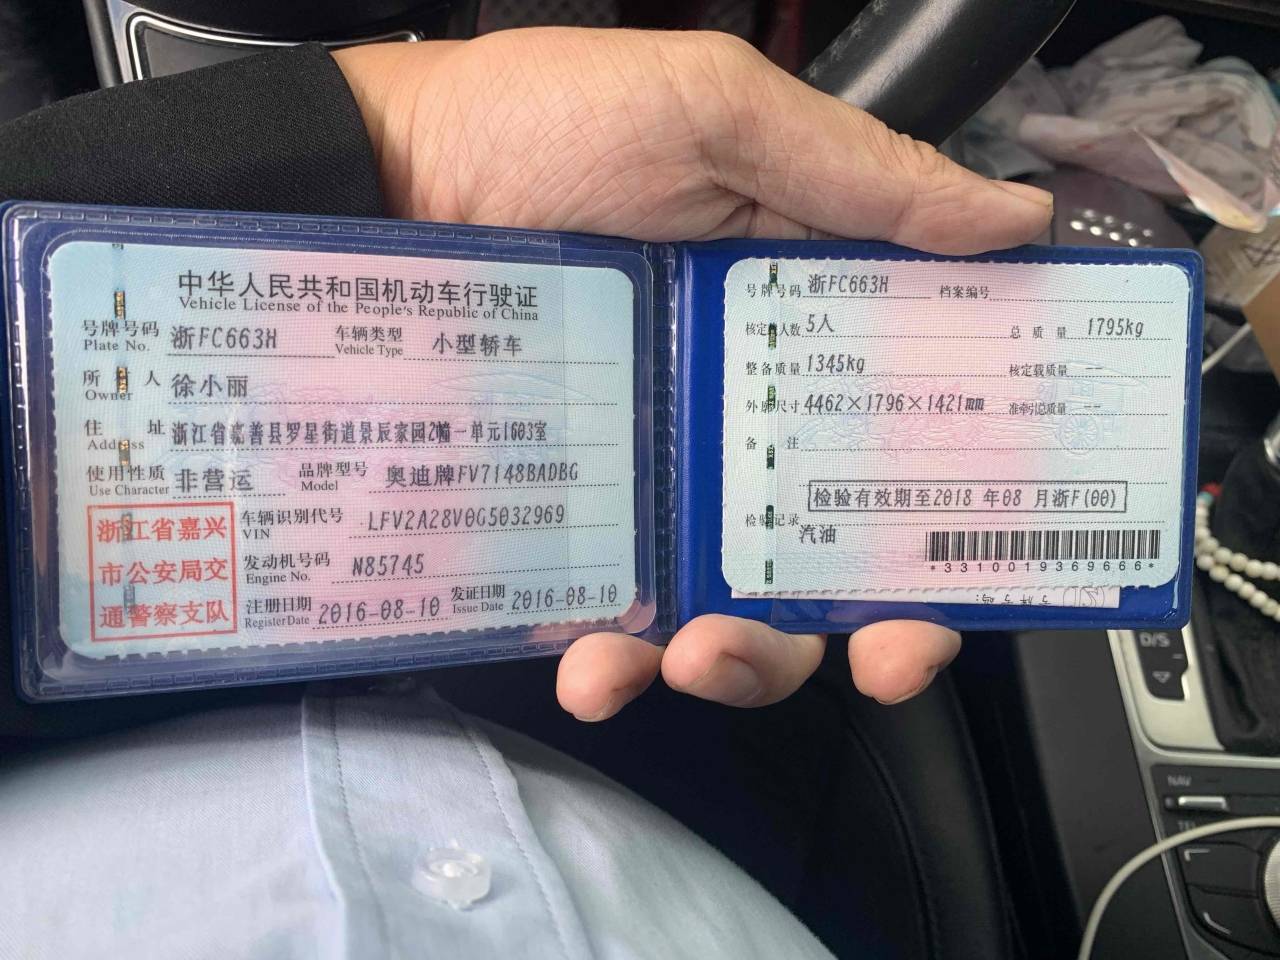 中华人民共和国机动车行驶证
Vehicle License of the People's Republic of China
号牌号码 浙FC663H 车辆类型 小型轿车
Plate No. Vehicle Type
所有人 徐小丽
Owner
住址 浙江省嘉善县罗星街道景辰家园2幢一单元1603室
Address
使用性质 非营运 品牌型号 奥迪牌FV7148BADBG
Use Character Model
浙江省嘉兴
市公安局交
通警察支队
车辆识别代号 LFV2A28V0G5032969
VIN
发动机号码 N85745
Engine No.
注册日期 2016-08-10 发证日期 2016-08-10
Register Date Issue Date
号牌号码 浙FC663H 档案编号
核定载人数 5人 总质量 1795kg
整备质量 1345kg 核定载质量 --
外廓尺寸 4462×1796×1421mm 准牵引总质量 --
备注
检验有效期至2018年08月浙F(00)
检验记录
汽油
*3310019369666*
号牌号码:
D/S
NAV
TEL